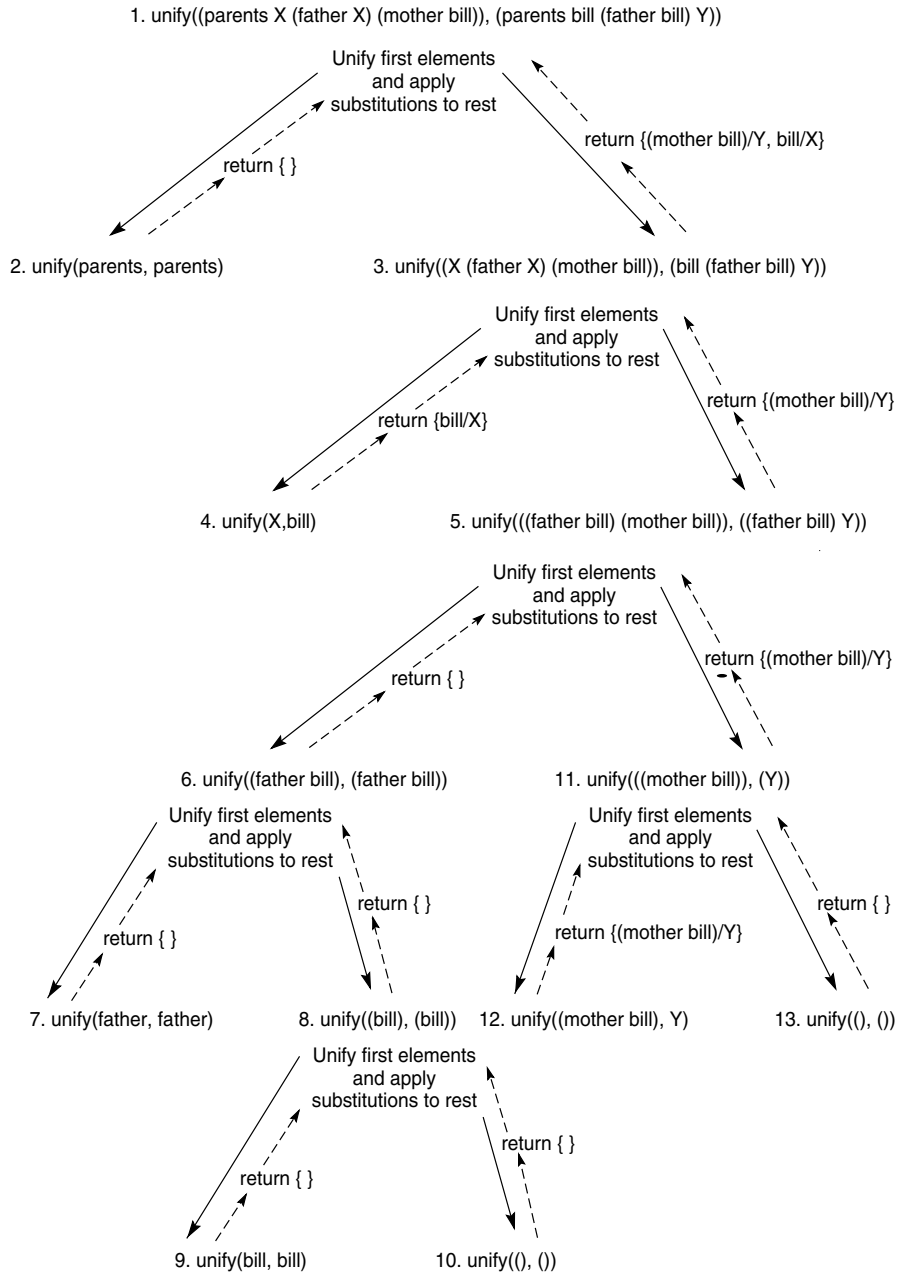 1. unify((parents X (father X) (mother bill)), (parents bill (father bill) Y))
Unify first elements
and apply
substitutions to rest
return { }
return {(mother bill)/Y, bill/X}
2. unify(parents, parents)
3. unify((X (father X) (mother bill)), (bill (father bill) Y))
Unify first elements
and apply
substitutions to rest
return {bill/X}
return {(mother bill)/Y}
4. unify(X,bill)
5. unify(((father bill) (mother bill)), ((father bill) Y))
Unify first elements
and apply
substitutions to rest
return { }
return {(mother bill)/Y}
6. unify((father bill), (father bill))
11. unify(((mother bill)), (Y))
Unify first elements
and apply
substitutions to rest
Unify first elements
and apply
substitutions to rest
return { }
return { }
return {(mother bill)/Y}
return { }
7. unify(father, father)
8. unify((bill), (bill))
12. unify((mother bill), Y)
13. unify((), ())
Unify first elements
and apply
substitutions to rest
return { }
return { }
9. unify(bill, bill)
10. unify((), ())